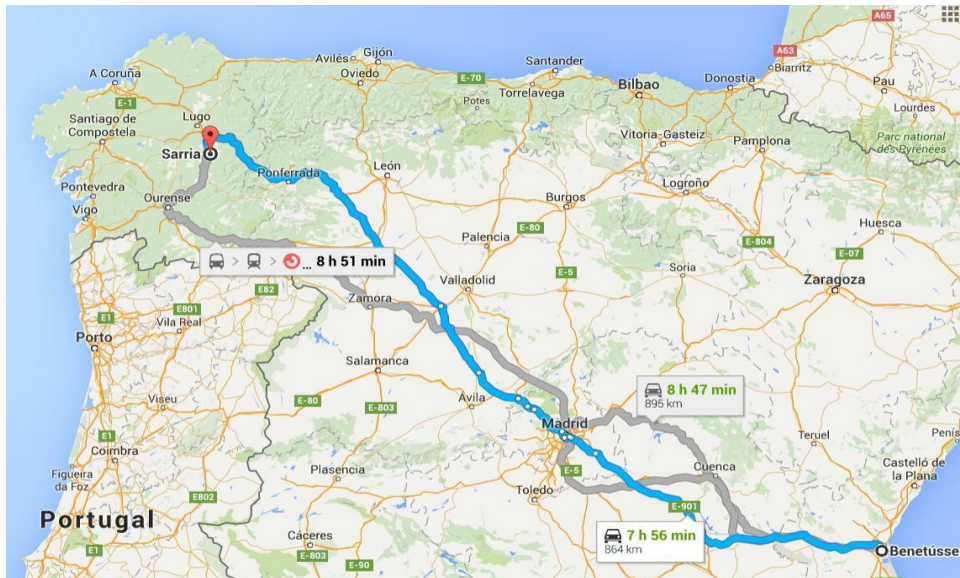 A65
Avilés
Gijón
A63
Santander
Biarritz
A Coruña
Oviedo
E-70
Torrelavega
Bilbao
Donostia
Pau
E-1
Potes
Lourdes
Santiago de
Compostela
Lugo
Vitoria-Gasteiz
Pamplona
Parc national
des Pyrénées
Sarria
León
Ponferrada
Logroño
Pontevedra
Ourense
Burgos
Vigo
Huesca
Palencia
E-80
E-804
E-07
8 h 51 min
E-5
Soria
E82
Valladolid
Zaragoza
Zamora
E801
E1
Vila Real
Porto
Salamanca
8 h 47 min
895 km
Viseu
E-80
E-803
Ávila
Madrid
E1
Teruel
Penís
Coimbra
Plasencia
E-5
Cuenca
Castelló de
la Plana
Figueira
da Foz
E802
Toledo
E-901
Portugal
Cáceres
7 h 56 min
864 km
E1
E-803
E-90
Benetússe